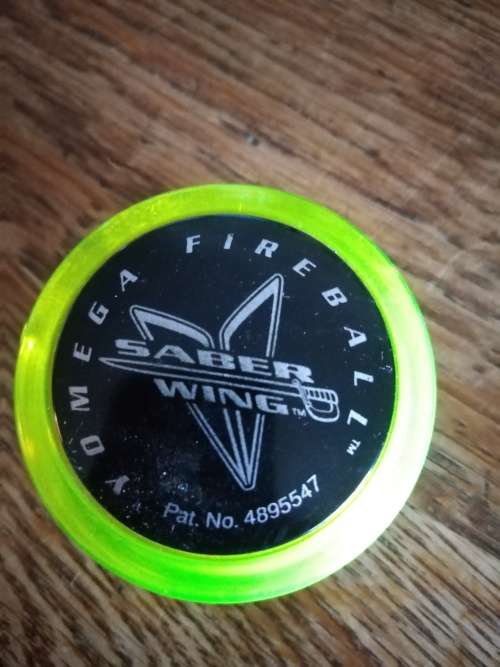 YOMEGA FIREBALL™
SABER
WING™
Pat. No. 4895547